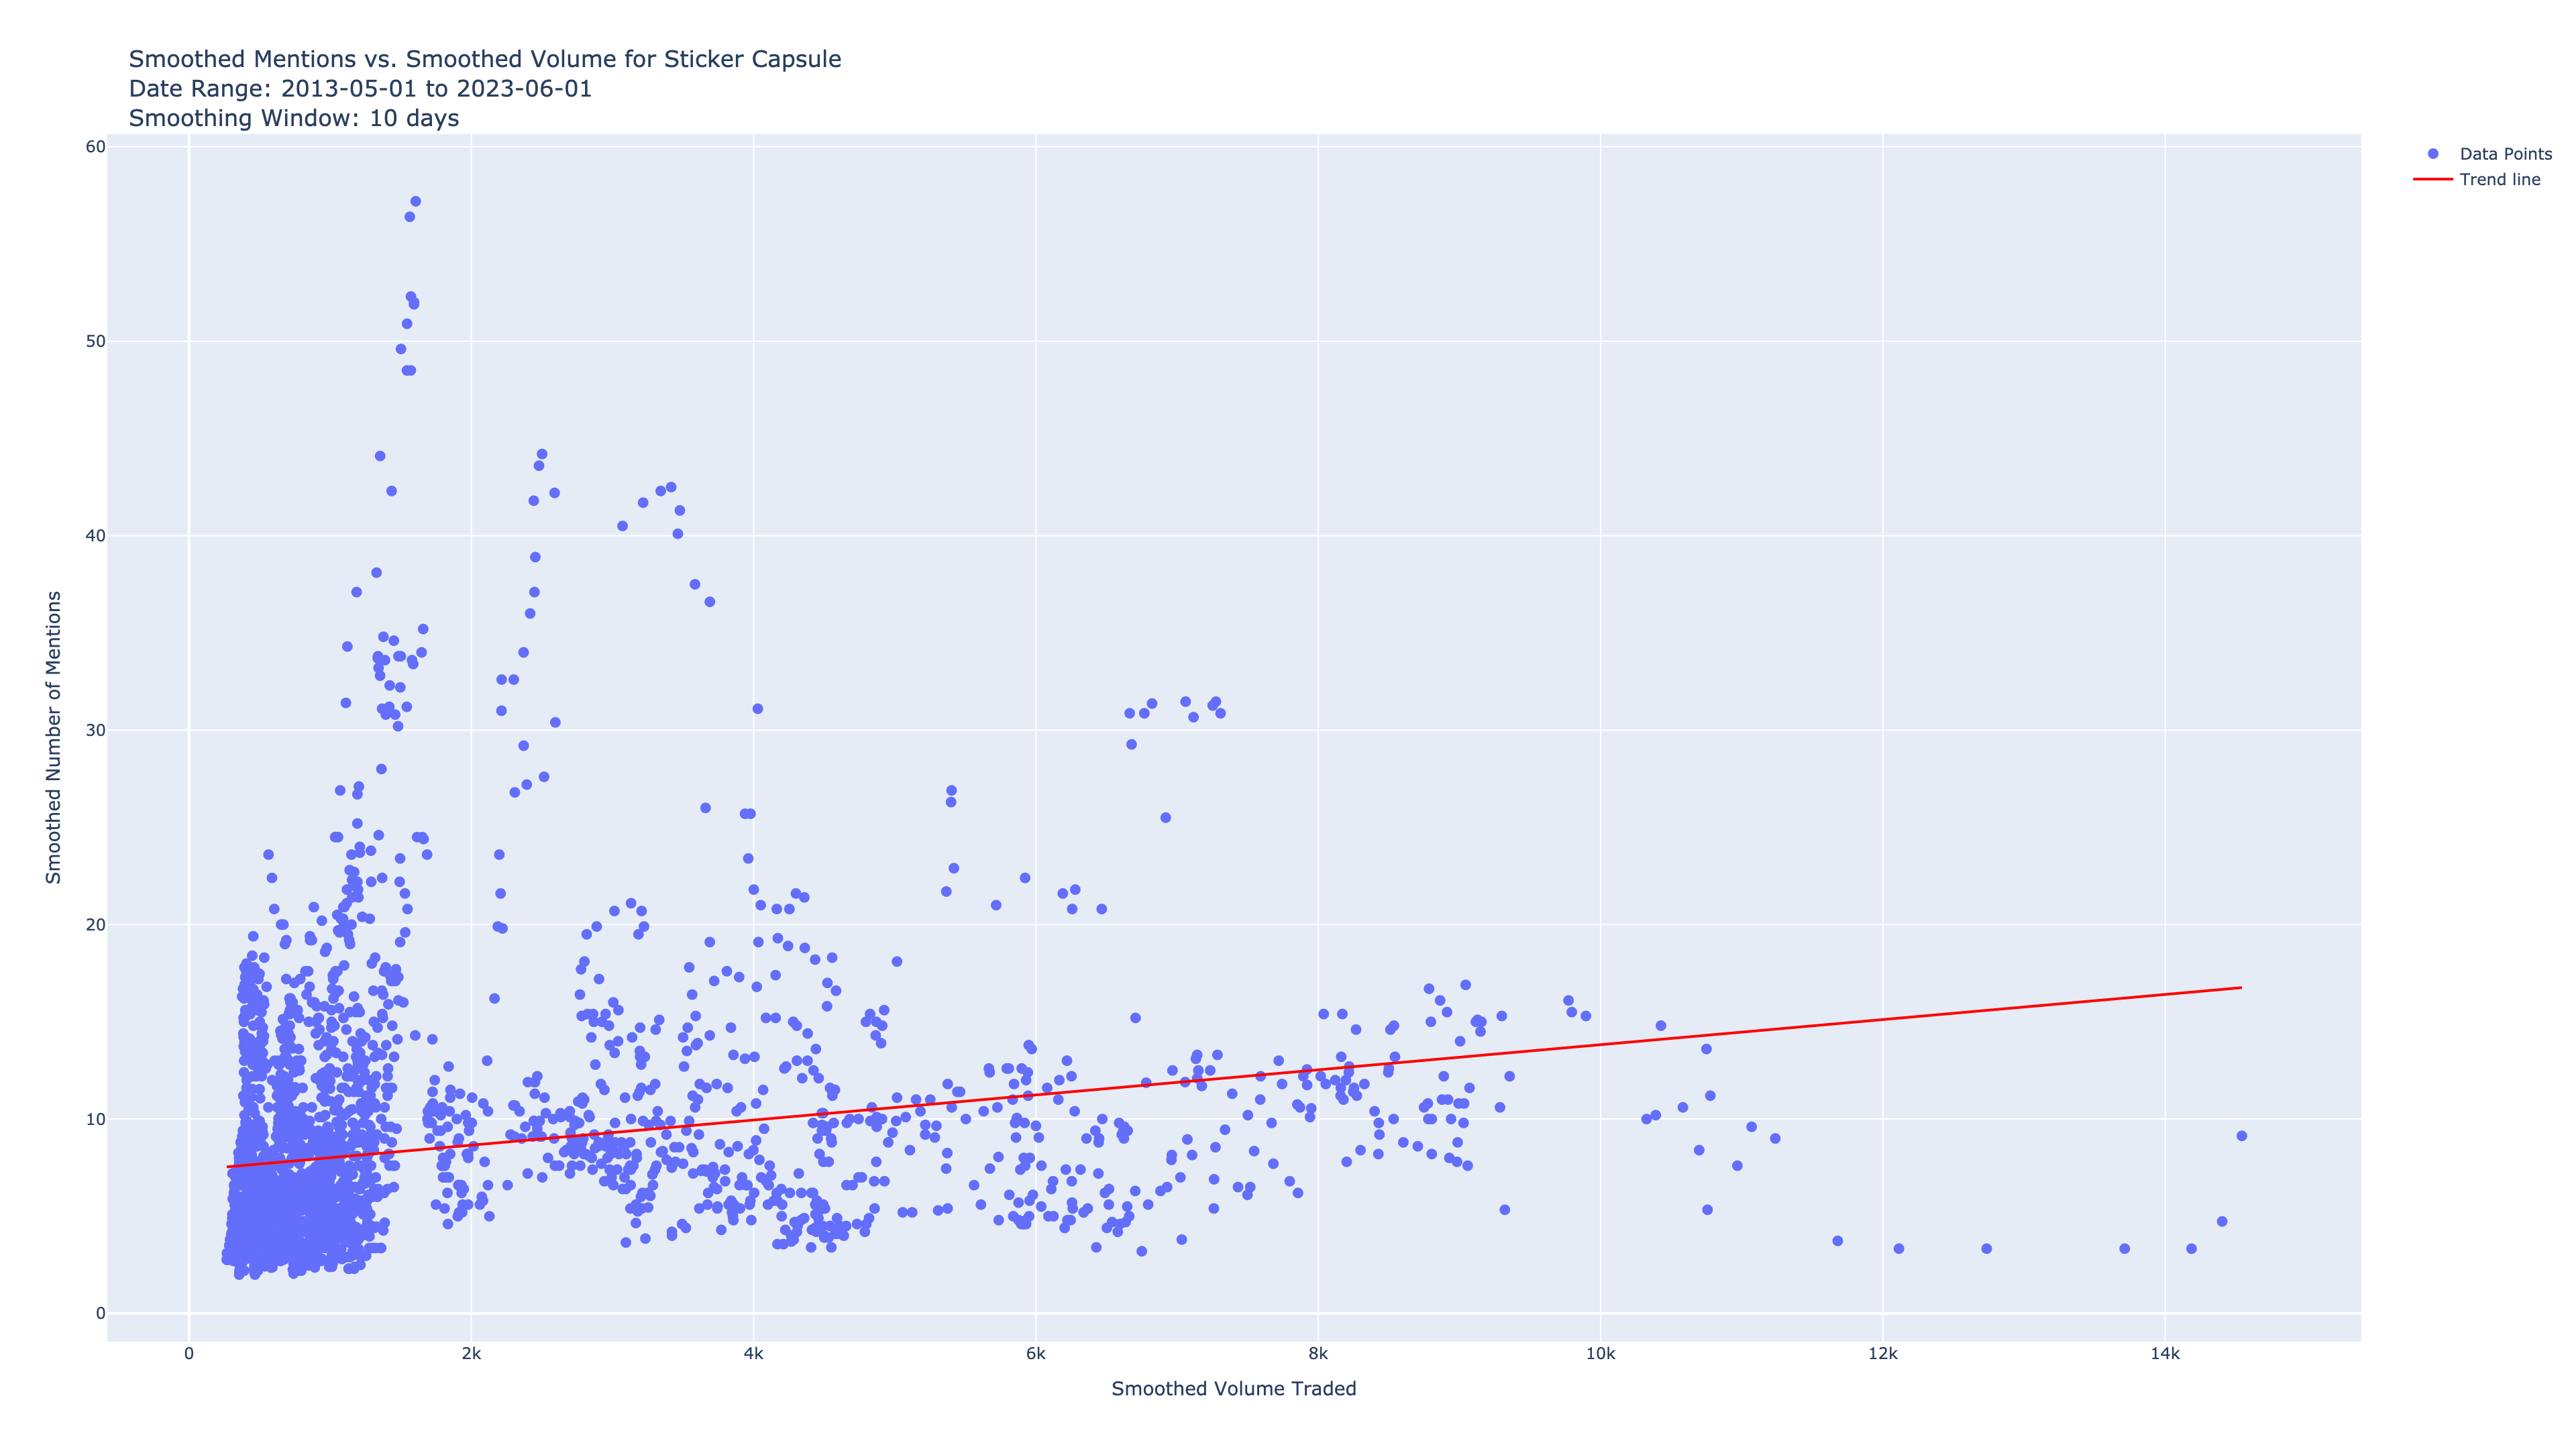 Smoothed Mentions vs. Smoothed Volume for Sticker Capsule
Date Range: 2013-05-01 to 2023-06-01
Smoothing Window: 10 days
Data Points
Trend line
60
50
40
30
20
10
0
Smoothed Number of Mentions
0 2k 4k 6k 8k 10k 12k 14k
Smoothed Volume Traded